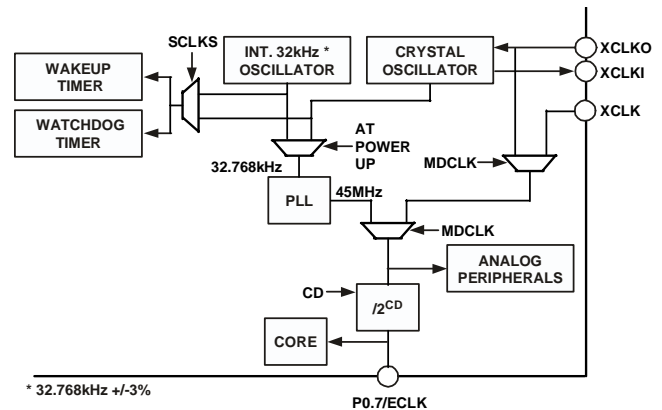 SCLKS
INT. 32kHz *
OSCILLATOR
CRYSTAL
OSCILLATOR
XCLKO
XCLKI
XCLK
WAKEUP
TIMER
WATCHDOG
TIMER
AT
POWER
UP
MDCLK
32.768kHz
PLL
45MHz
MDCLK
ANALOG
PERIPHERALS
CD
/2CD
CORE
* 32.768kHz +/-3%
P0.7/ECLK